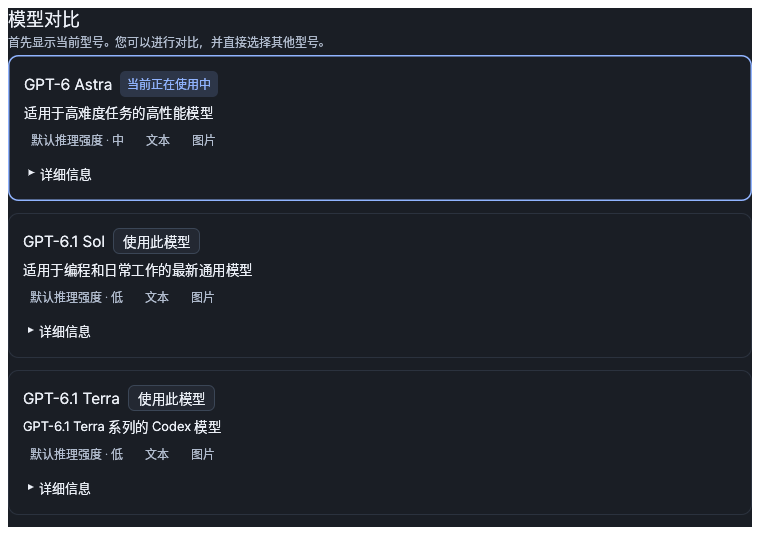 模型对比
首先显示当前型号。您可以进行对比，并直接选择其他型号。
GPT-6 Astra 当前正在使用中
适用于高难度任务的高性能模型
默认推理强度 · 中 文本 图片
▸ 详细信息
GPT-6.1 Sol 使用此模型
适用于编程和日常工作的最新通用模型
默认推理强度 · 低 文本 图片
▸ 详细信息
GPT-6.1 Terra 使用此模型
GPT-6.1 Terra 系列的 Codex 模型
默认推理强度 · 低 文本 图片
▸ 详细信息